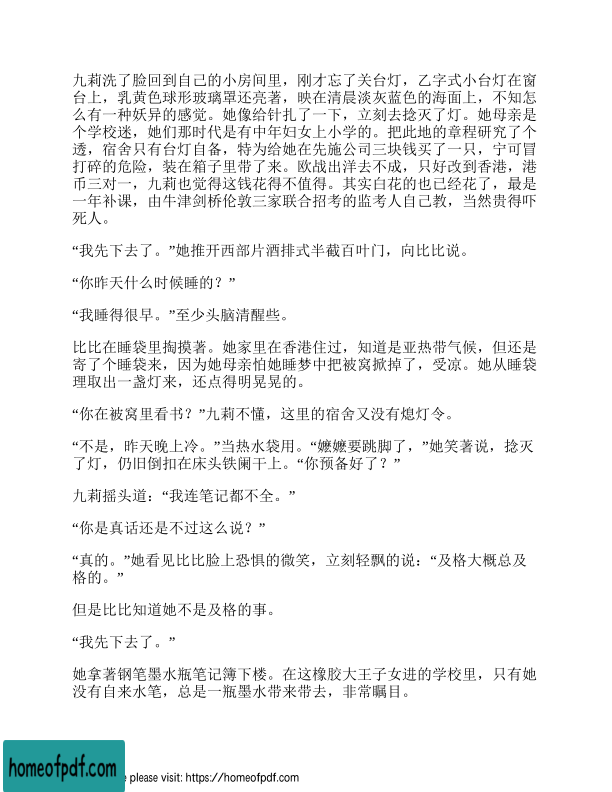 九莉洗了脸回到自己的小房间里，刚才忘了关台灯，乙字式小台灯在窗
台上，乳黄色球形玻璃罩还亮著，映在清晨淡灰蓝色的海面上，不知怎
么有一种妖异的感觉。她像给针扎了一下，立刻去捻灭了灯。她母亲是
个学校迷，她们那时代是有中年妇女上小学的。把此地的章程研究了个
透，宿舍只有台灯自备，特为给她在先施公司三块钱买了一只，宁可冒
打碎的危险，装在箱子里带了来。欧战出洋去不成，只好改到香港，港
币三对一，九莉也觉得这钱花得不值得。其实白花的也已经花了，最是
一年补课，由牛津剑桥伦敦三家联合招考的监考人自己教，当然贵得吓
死人。
“我先下去了。”她推开西部片酒排式半截百叶门，向比比说。
“你昨天什么时候睡的？”
“我睡得很早。”至少头脑清醒些。
比比在睡袋里掏摸著。她家里在香港住过，知道是亚热带气候，但还是
寄了个睡袋来，因为她母亲怕她睡梦中把被窝掀掉了，受凉。她从睡袋
理取出一盏灯来，还点得明晃晃的。
“你在被窝里看书？”九莉不懂，这里的宿舍又没有熄灯令。
“不是，昨天晚上冷。”当热水袋用。“嬷嬷要跳脚了，”她笑著说，捻灭
了灯，仍旧倒扣在床头铁阑干上。“你预备好了？”
九莉摇头道：“我连笔记都不全。”
“你是真话还是不过这么说？”
“真的。”她看见比比脸上恐惧的微笑，立刻轻飘的说：“及格大概总及
格的。”
但是比比知道她不是及格的事。
“我先下去了。”
她拿著钢笔墨水瓶笔记簿下楼。在这橡胶大王子女进的学校里，只有她
没有自来水笔，总是一瓶墨水带来带去，非常瞩目。
homeofpdf.com
please visit: https://homeofpdf.com